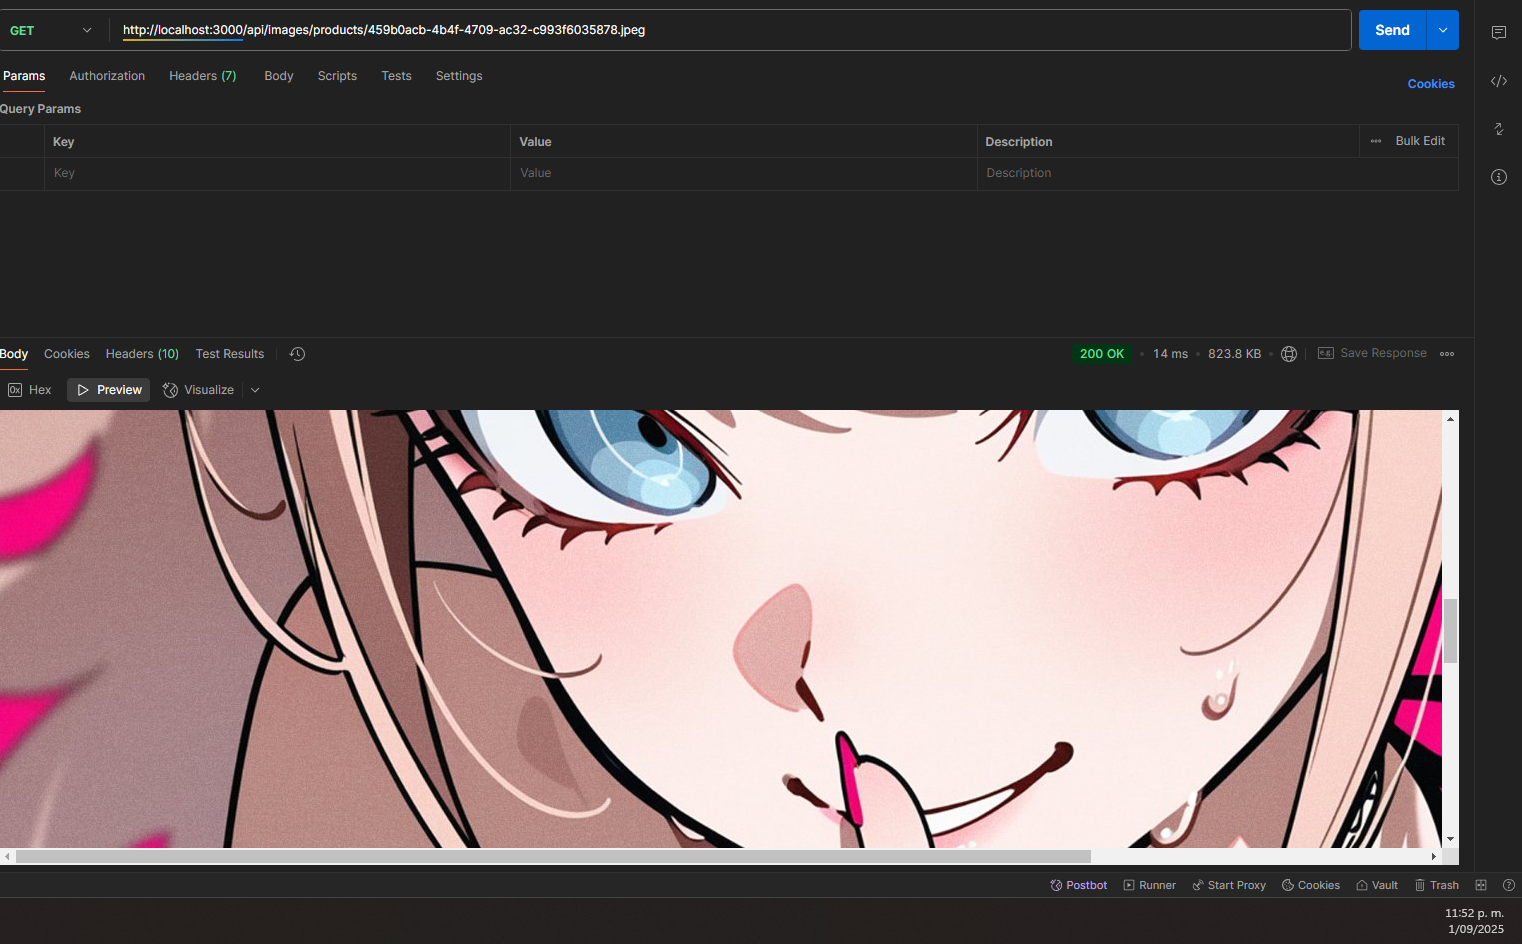 GET http://localhost:3000/api/images/products/459b0acb-4b4f-4709-ac32-c993f6035878.jpeg Send
Params Authorization Headers (7) Body Scripts Tests Settings Cookies
Query Params
Key Value Description Bulk Edit
Key Value Description
Body Cookies Headers (10) Test Results 200 OK 14 ms 823.8 KB e.g. Save Response
0x Hex Preview Visualize
Postbot Runner Start Proxy Cookies Vault Trash
11:52 p. m.
1/09/2025